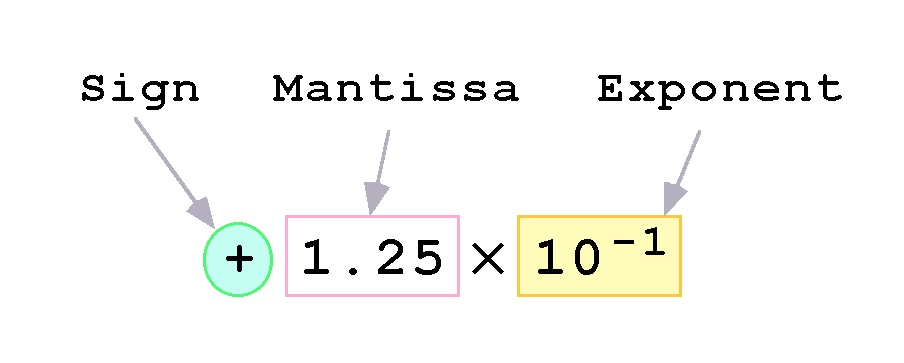 Sign Mantissa Exponent
+ 1.25 × 10⁻¹